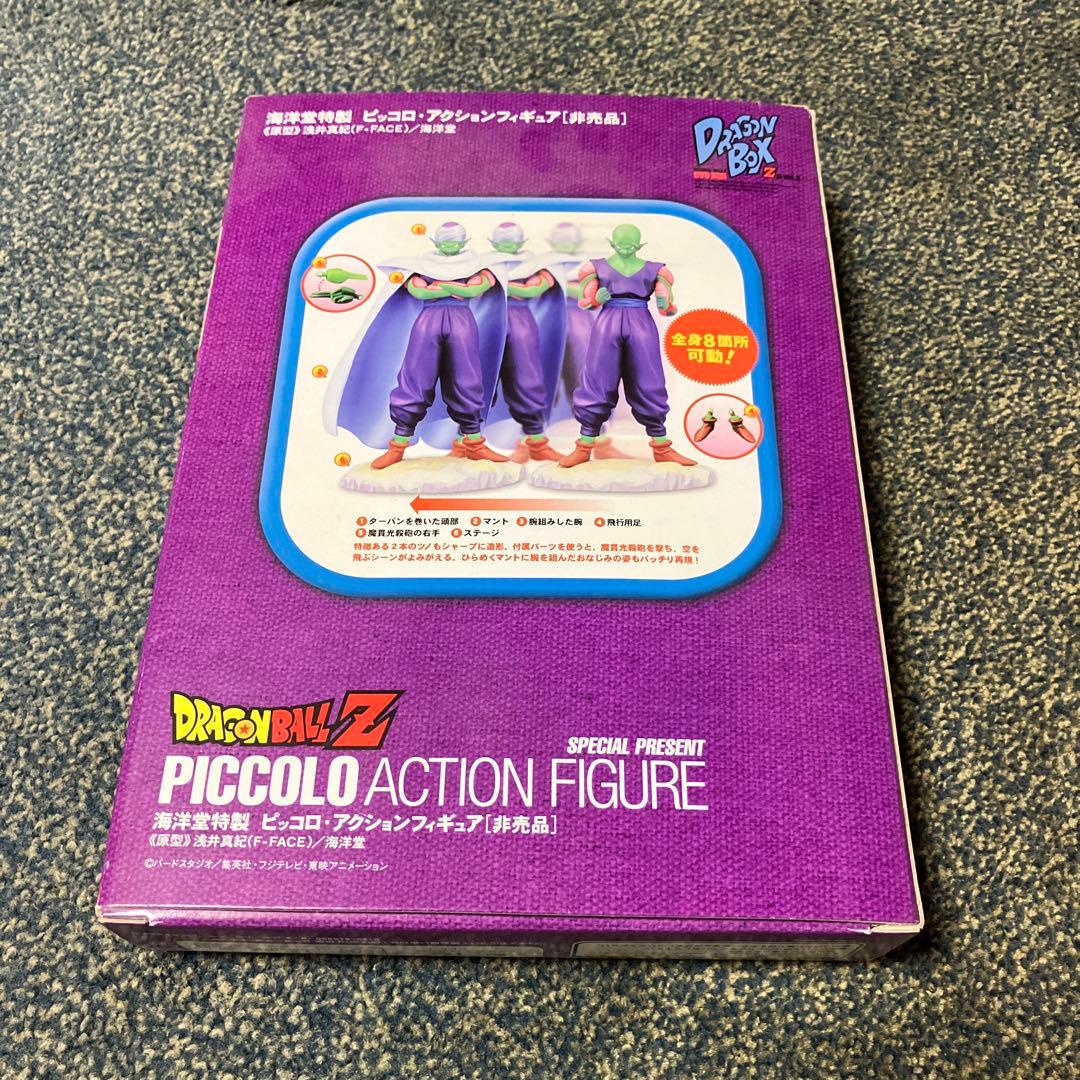 海洋堂特製 ピッコロ・アクションフィギュア[非売品]
《原型》浅井真紀(F-FACE)／海洋堂
DRAGON
BOX
Z
全身8箇所
可動!
①ターバンを巻いた頭部 ②マント ③腕組みした腕 ④飛行用足
⑤魔貫光殺砲の右手 ⑥ステージ
特徴ある2本のツノもシャープに造形。付属パーツを使うと、魔貫光殺砲を撃ち、空を
飛ぶシーンがよみがえる。ひらめくマントに腕を組んだおなじみの姿もバッチリ再現!
DRAGONBALL Z
SPECIAL PRESENT
PICCOLO ACTION FIGURE
海洋堂特製 ピッコロ・アクションフィギュア[非売品]
《原型》浅井真紀(F-FACE)／海洋堂
©バードスタジオ／集英社・フジテレビ・東映アニメーション